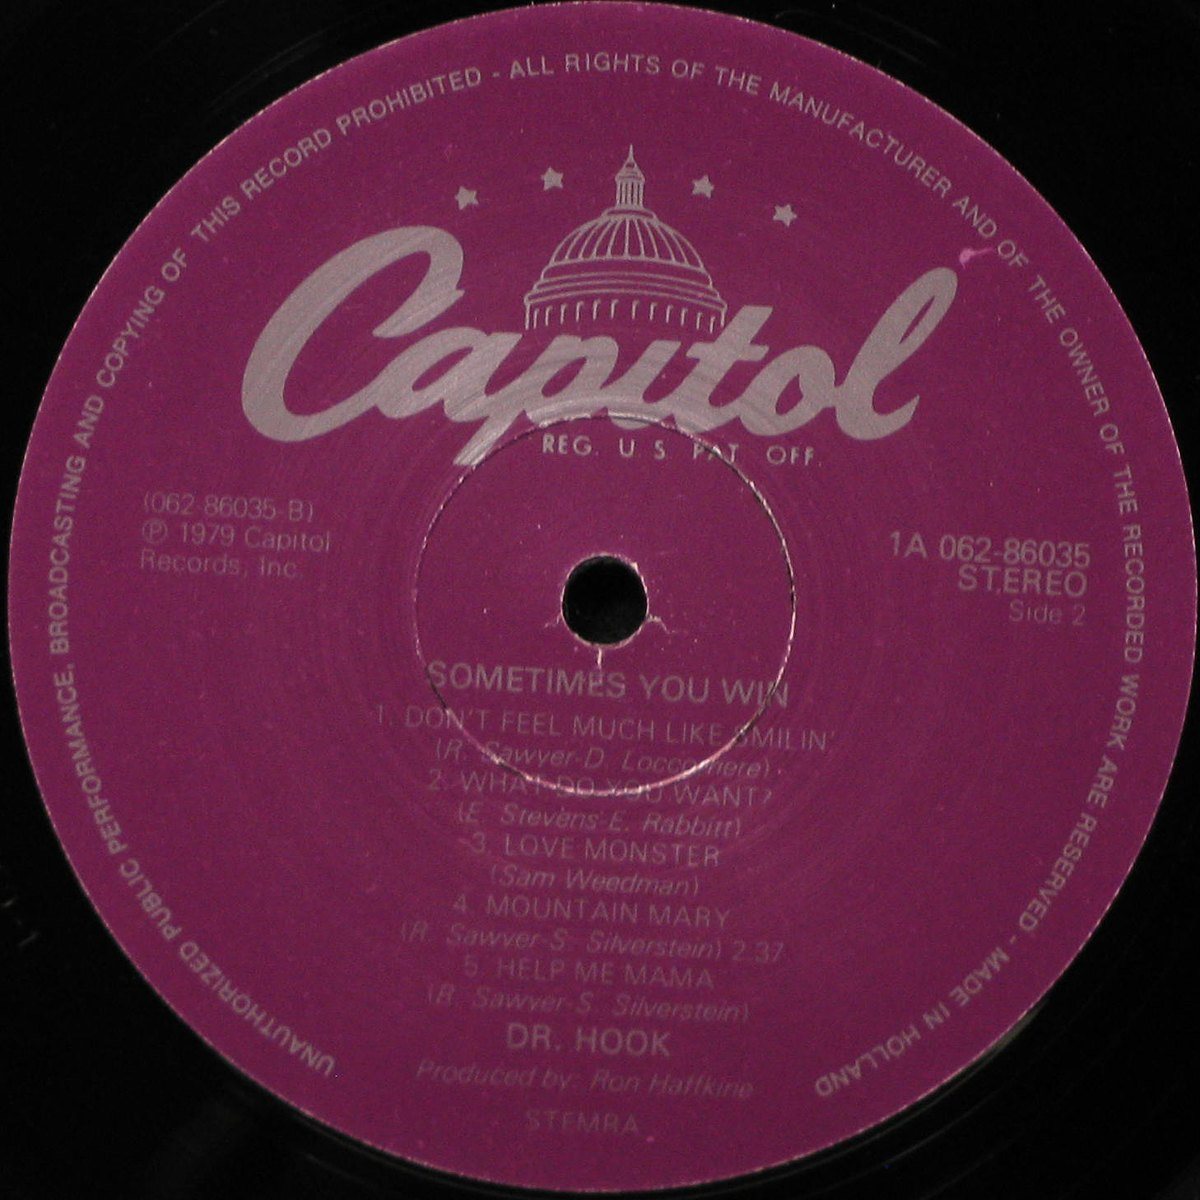 UNAUTHORIZED PUBLIC PERFORMANCE, BROADCASTING AND COPYING OF THIS RECORD PROHIBITED - ALL RIGHTS OF THE MANUFACTURER AND OF THE OWNER OF THE RECORDED WORK ARE RESERVED - MADE IN HOLLAND
Capitol
REG. U S PAT OFF.
(062-86035-B)
Ⓟ 1979 Capitol
Records, Inc.
1A 062-86035
STEREO
Side 2
SOMETIMES YOU WIN
1. DON'T FEEL MUCH LIKE SMILIN'
(R. Sawyer-D. Loccorriere)
2. WHAT DO YOU WANT?
(E. Stevens-E. Rabbitt)
3. LOVE MONSTER
(Sam Weedman)
4. MOUNTAIN MARY
(R. Sawyer-S. Silverstein) 2.37
5. HELP ME MAMA
(R. Sawyer-S. Silverstein)
DR. HOOK
Produced by: Ron Haffkine
STEMRA